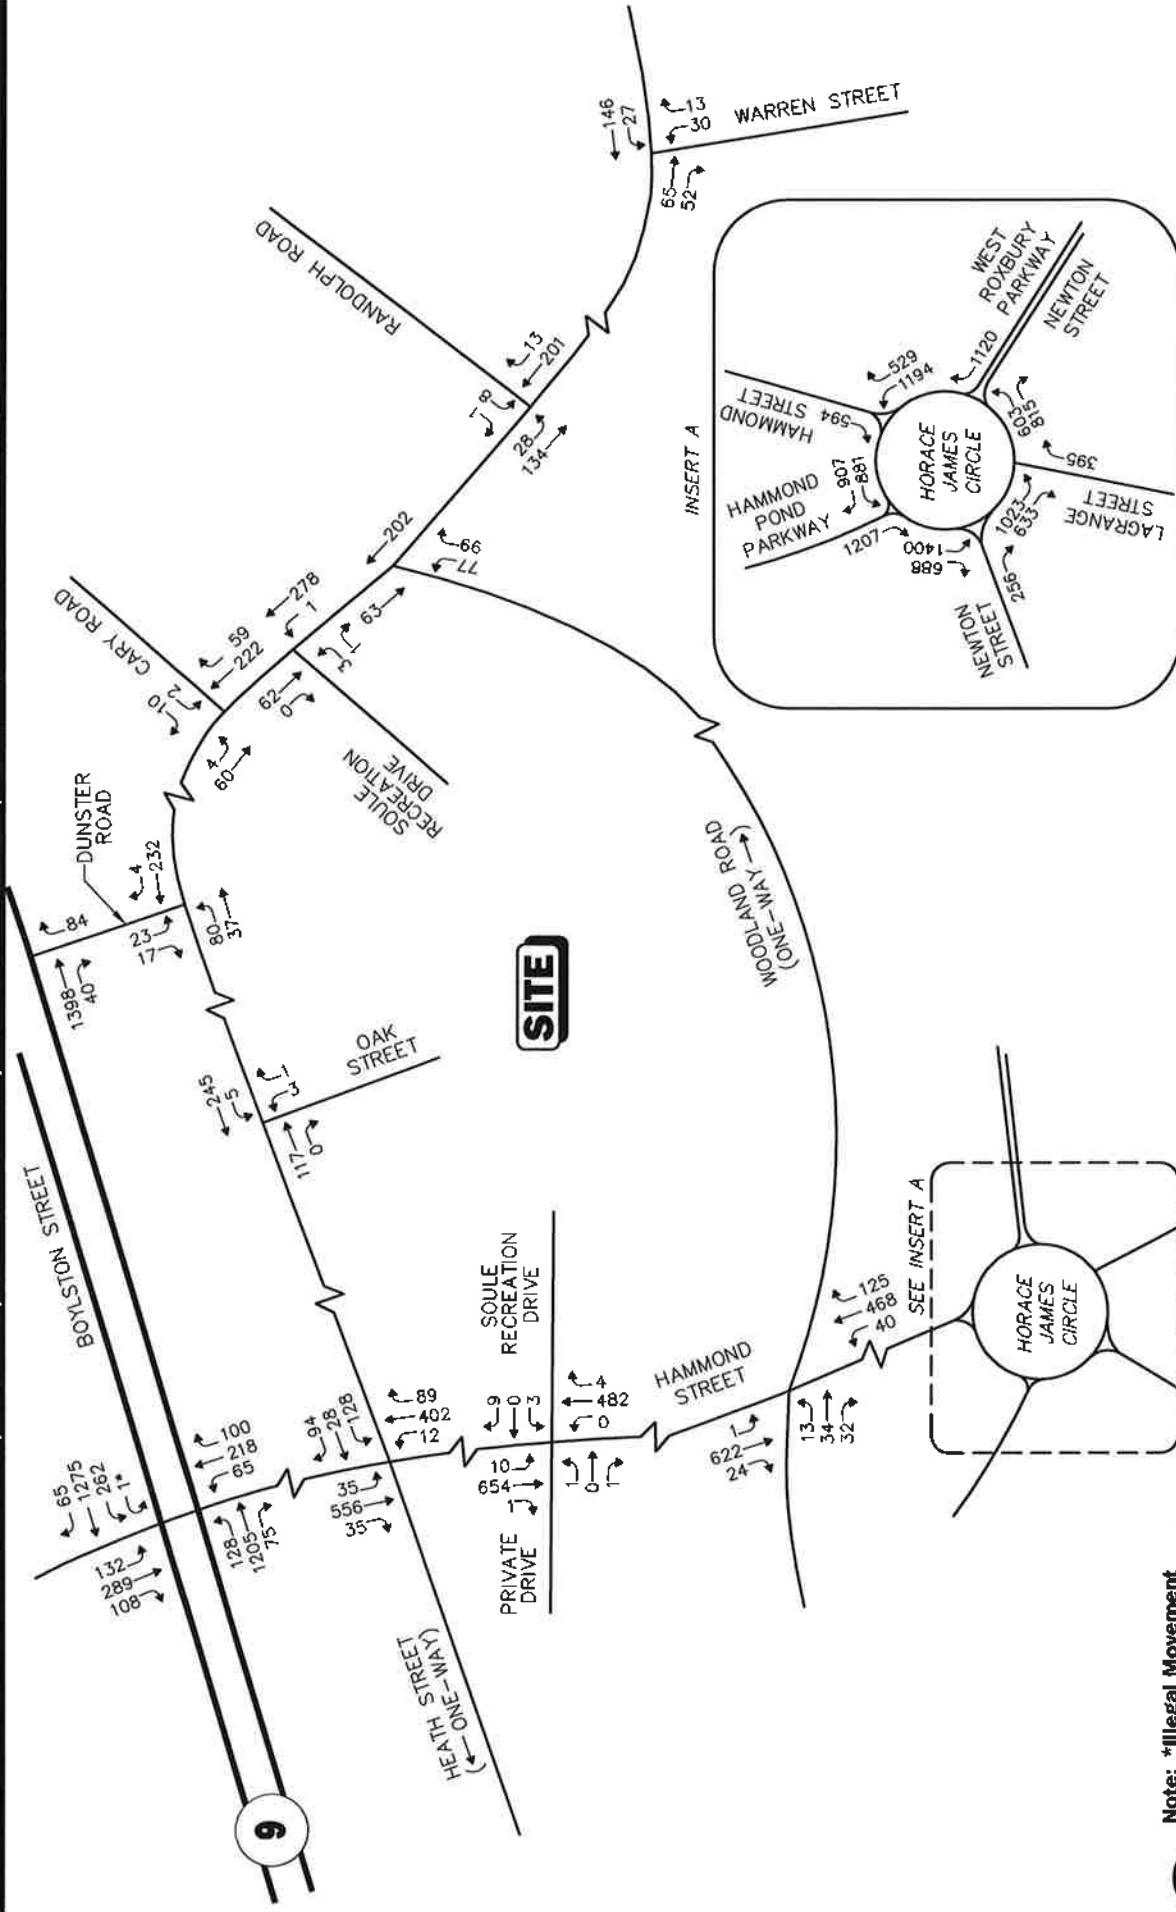 BOYLSTON STREET
9
65
1275
262
1*
132
289
108
100
218
65
128
1205
75
1398
40
84
DUNSTER
ROAD
4
232
23
17
80
37
OAK
STREET
245
5
1
3
117
0
HEATH STREET
(← ONE-WAY)
94
28
128
89
402
12
35
556
35
PRIVATE
DRIVE
SOULE
RECREATION
DRIVE
9
0
3
4
482
0
10
654
1
1
0
1
HAMMOND
STREET
1
622
24
13
34
32
125
468
40
WOODLAND ROAD
(ONE-WAY →)
SITE
CARY ROAD
10
2
59
222
4
60
SOULE
RECREATION
DRIVE
278
1
62
0
3
1
63
202
77
99
RANDOLPH ROAD
1
8
13
201
28
134
WARREN STREET
146
27
13
30
65
52
SEE INSERT A
HORACE
JAMES
CIRCLE
INSERT A
HAMMOND
STREET
594
529
1194
1120
WEST
ROXBURY
PARKWAY
NEWTON
STREET
603
815
395
LAGRANGE
STREET
1023
633
256
NEWTON
STREET
688
1400
1207
HAMMOND
POND
PARKWAY
907
881
HORACE
JAMES
CIRCLE
Note: *Illegal Movement